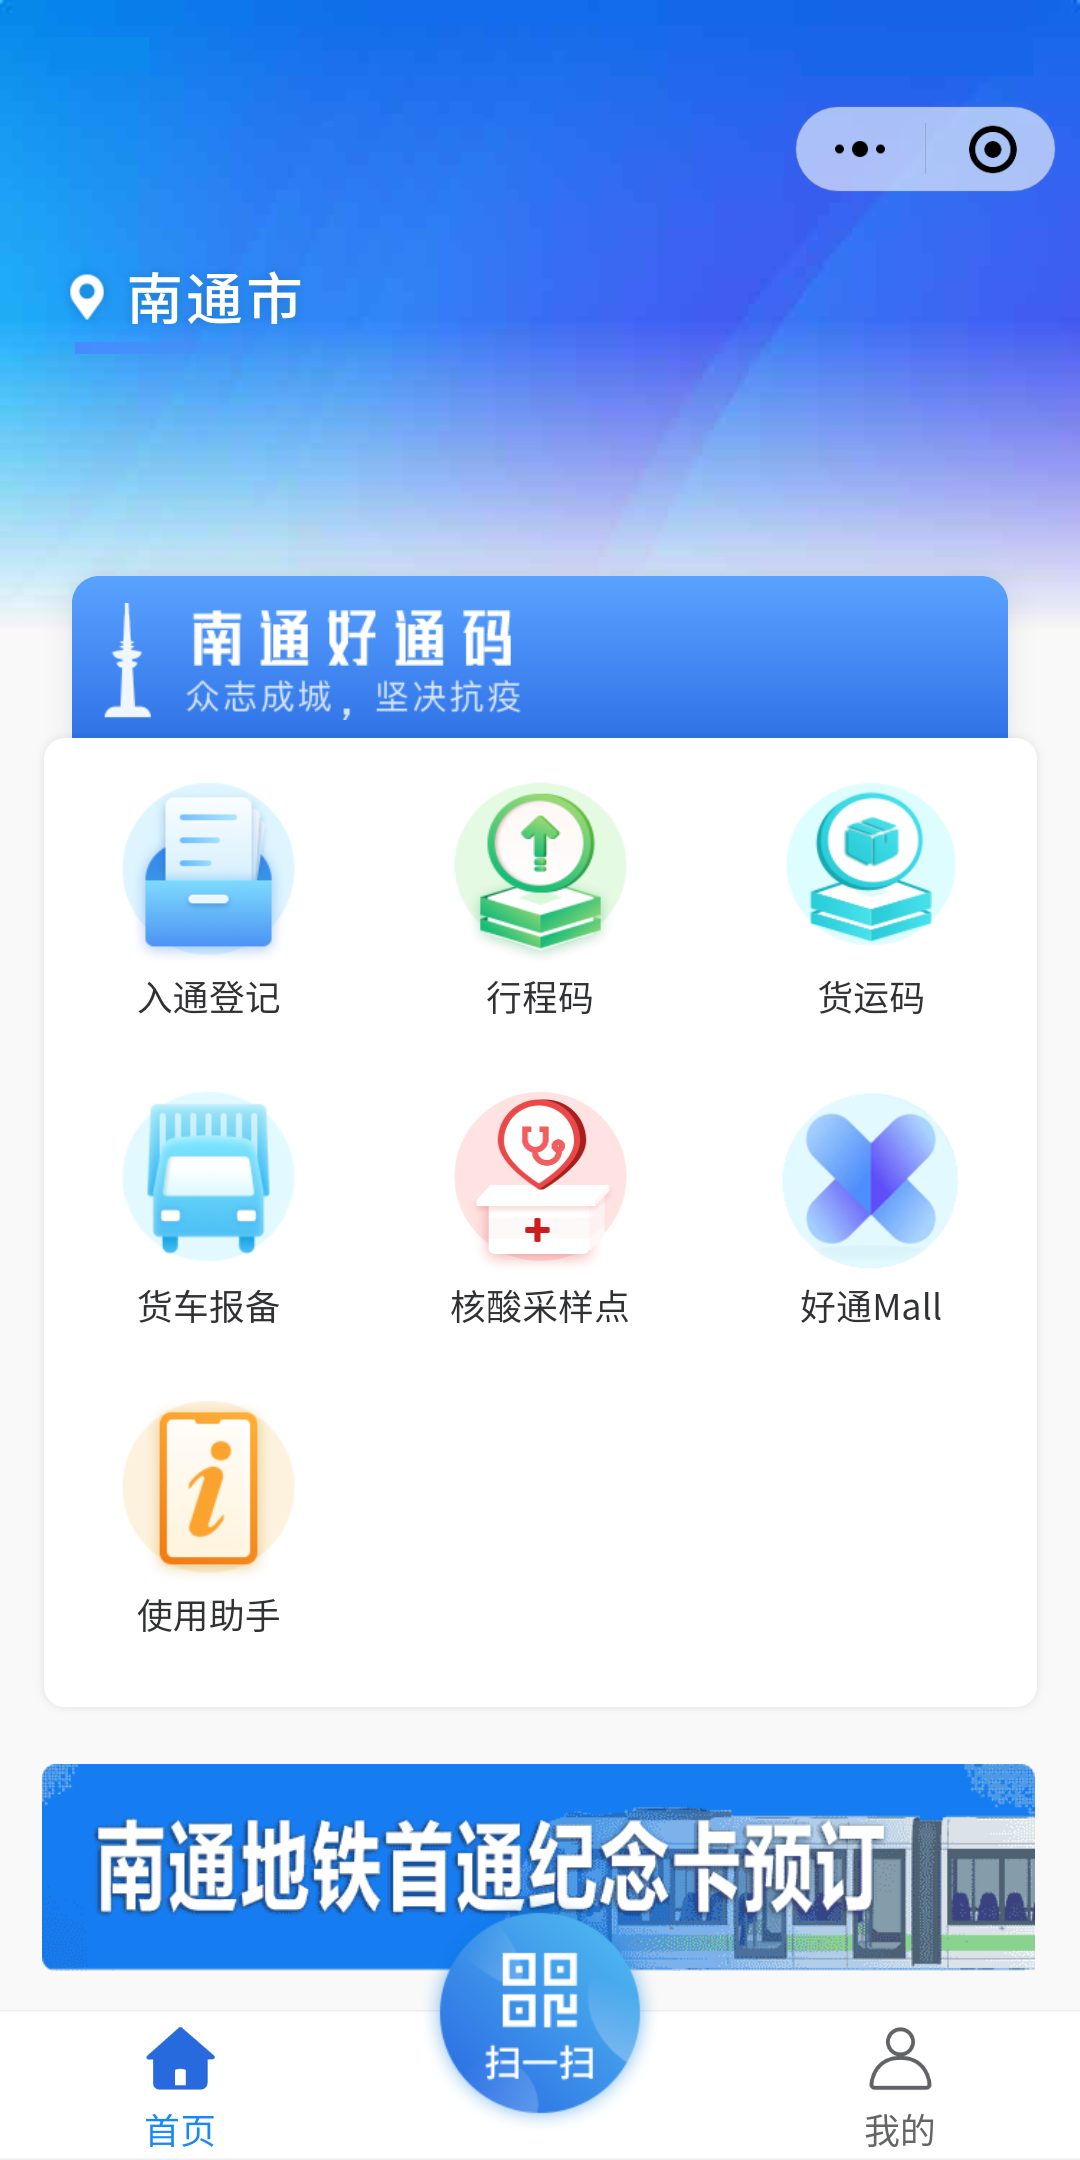 南通市
南通好通码
众志成城，坚决抗疫
入通登记
行程码
货运码
货车报备
核酸采样点
好通Mall
使用助手
南通地铁首通纪念卡预订
扫一扫
首页
我的